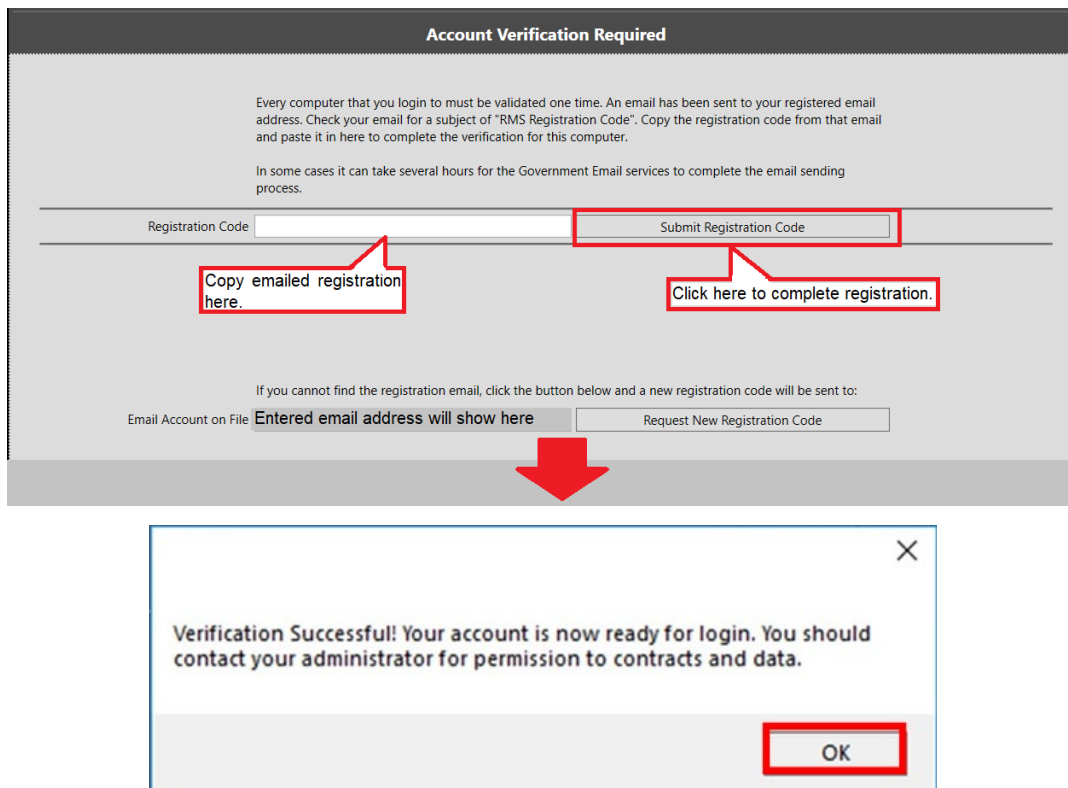 Account Verification Required
Every computer that you login to must be validated one time. An email has been sent to your registered email
address. Check your email for a subject of "RMS Registration Code". Copy the registration code from that email
and paste it in here to complete the verification for this computer.
In some cases it can take several hours for the Government Email services to complete the email sending
process.
Registration Code
Submit Registration Code
Copy emailed registration
here.
Click here to complete registration.
If you cannot find the registration email, click the button below and a new registration code will be sent to:
Email Account on File
Entered email address will show here
Request New Registration Code
Verification Successful! Your account is now ready for login. You should
contact your administrator for permission to contracts and data.
OK